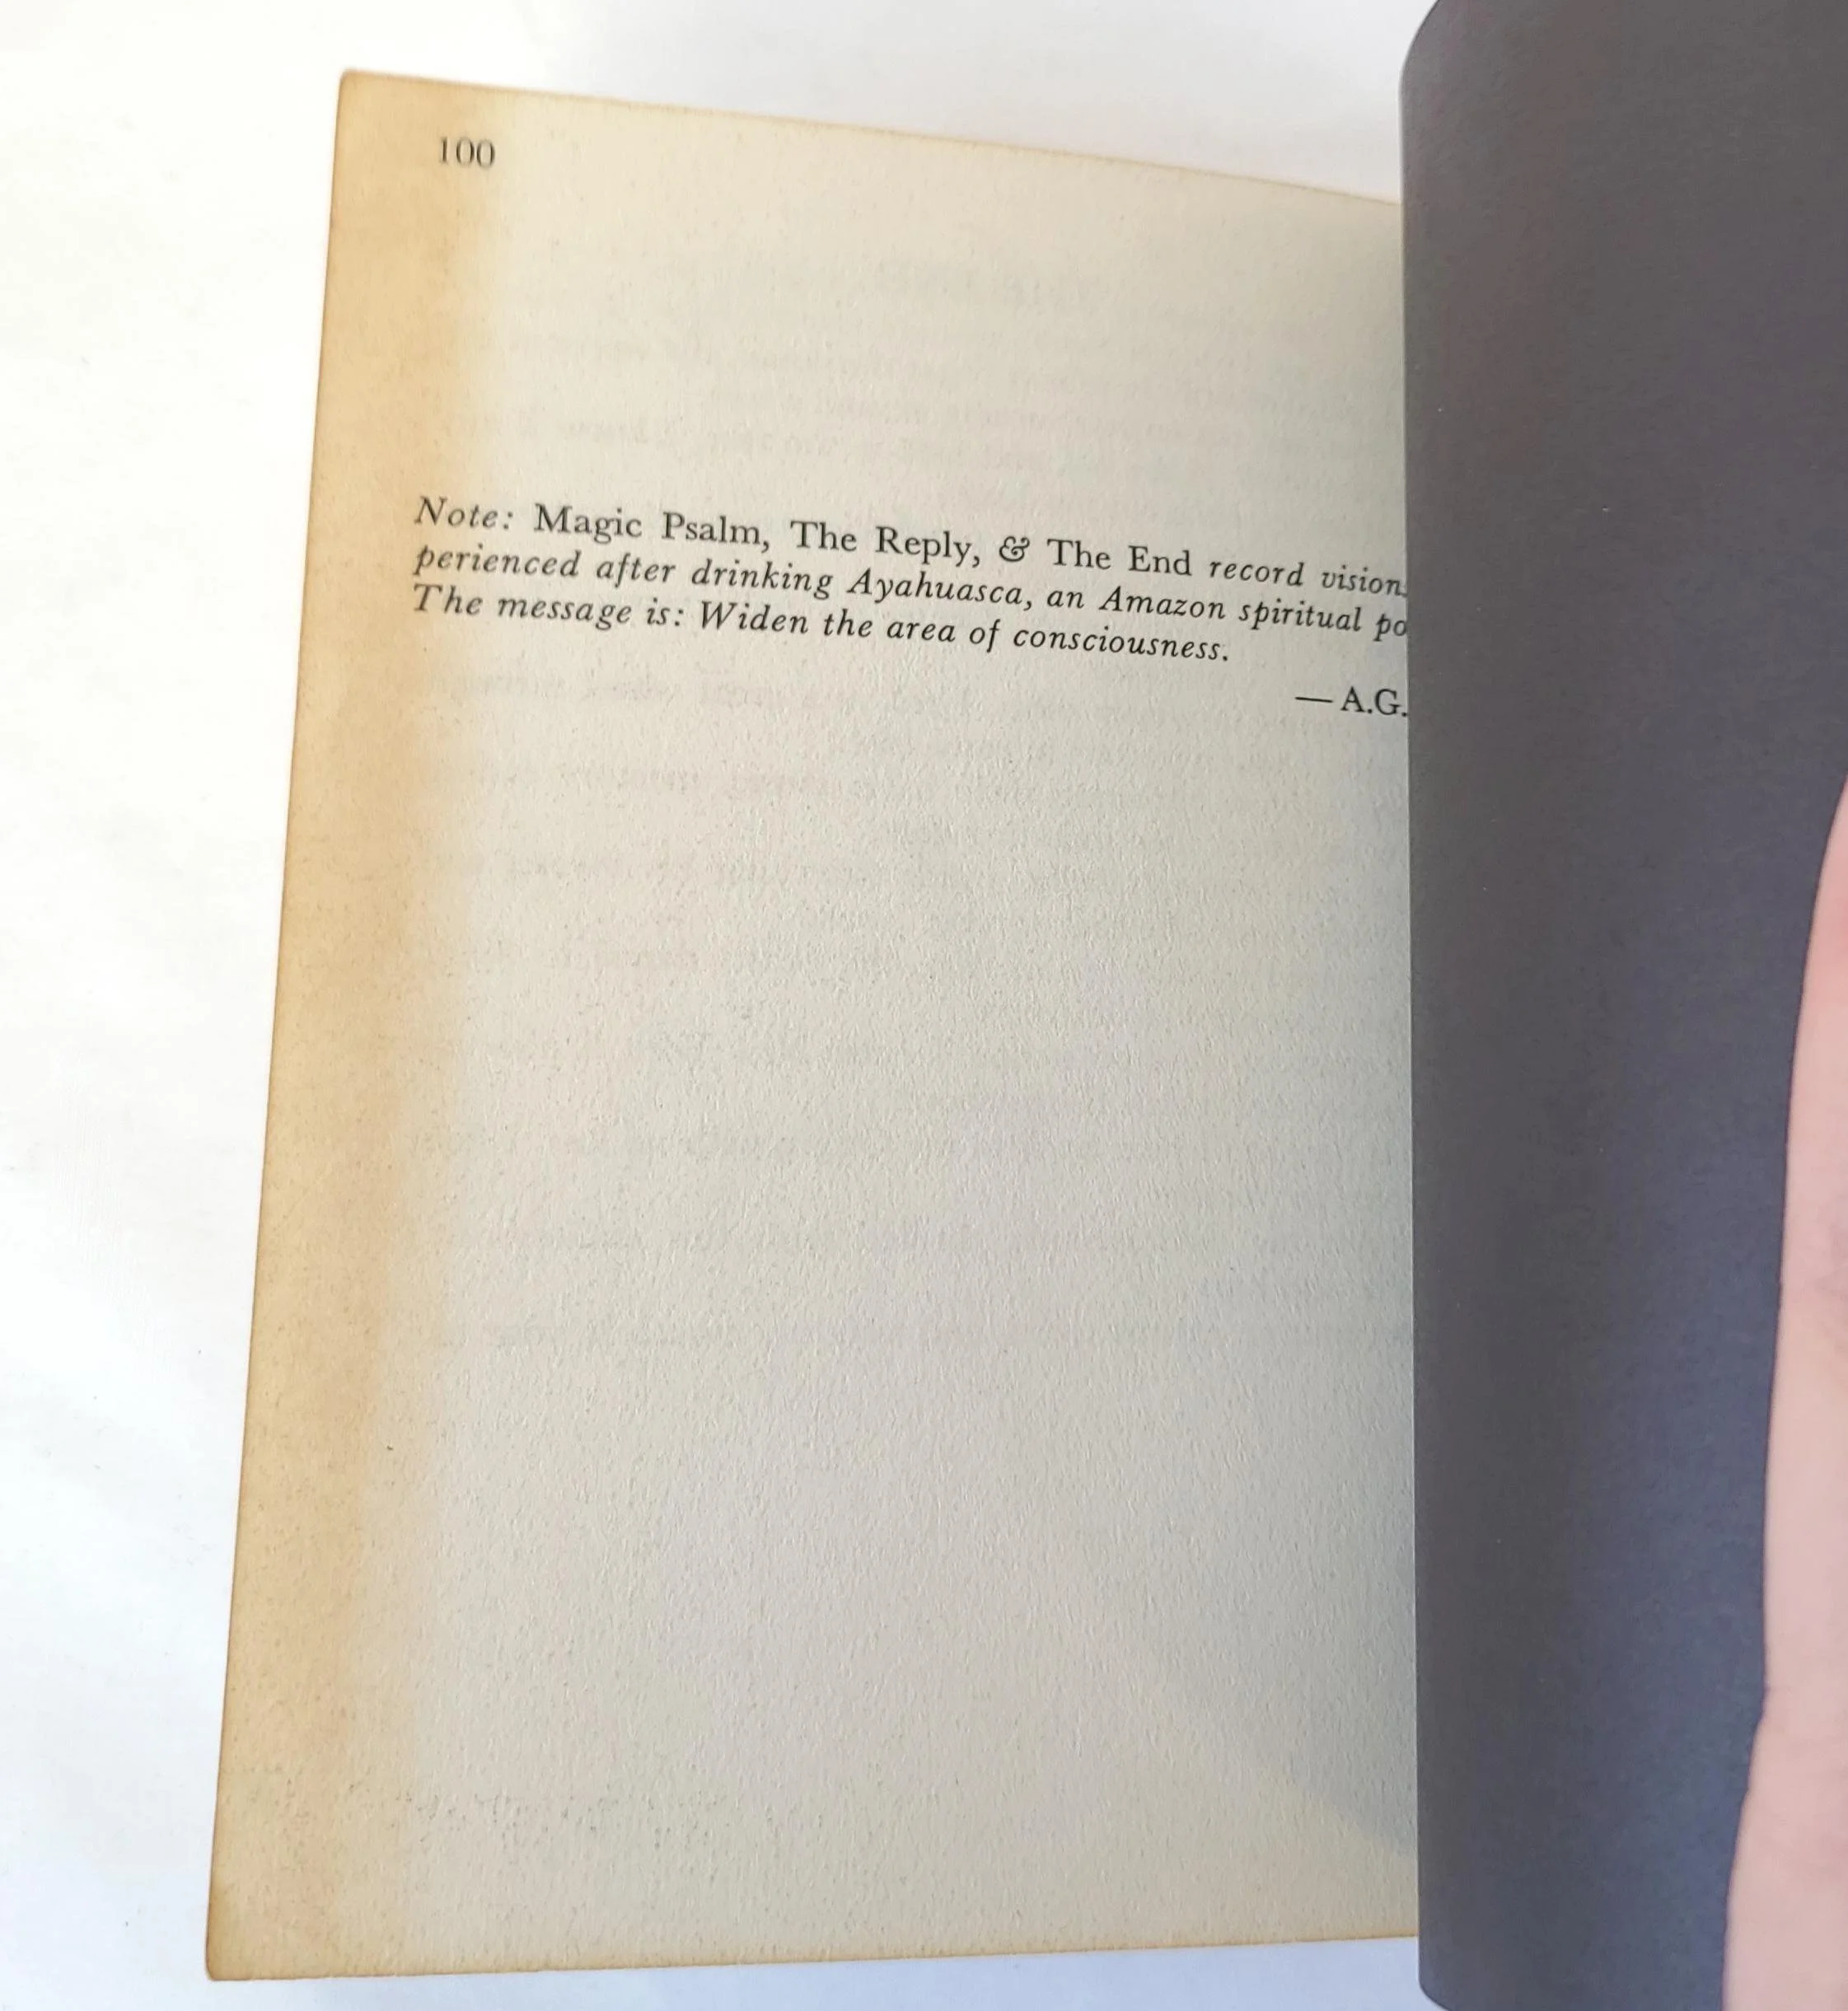 100
Note: Magic Psalm, The Reply, & The End record vision
perienced after drinking Ayahuasca, an Amazon spiritual po
The message is: Widen the area of consciousness.
— A.G.